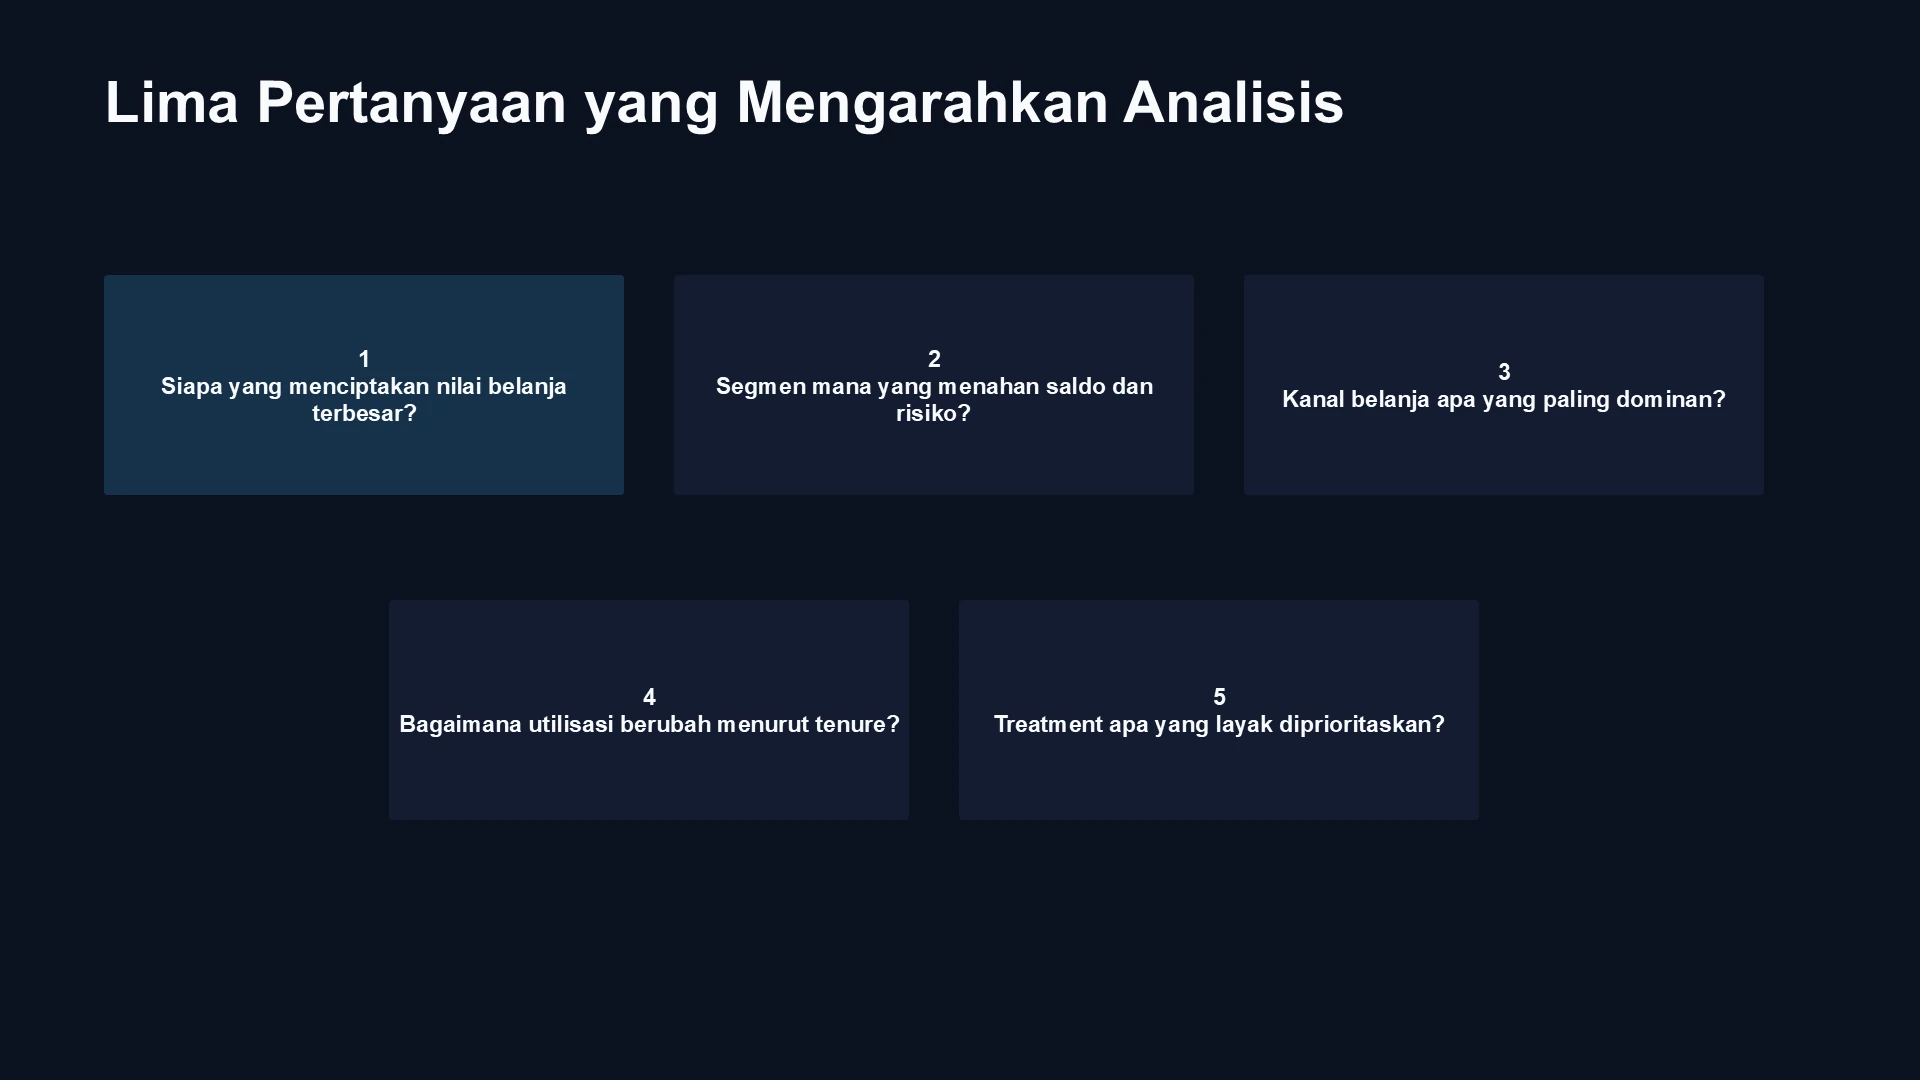 Lima Pertanyaan yang Mengarahkan Analisis
1
Siapa yang menciptakan nilai belanja
terbesar?
2
Segmen mana yang menahan saldo dan
risiko?
3
Kanal belanja apa yang paling dominan?
4
Bagaimana utilisasi berubah menurut tenure?
5
Treatment apa yang layak diprioritaskan?